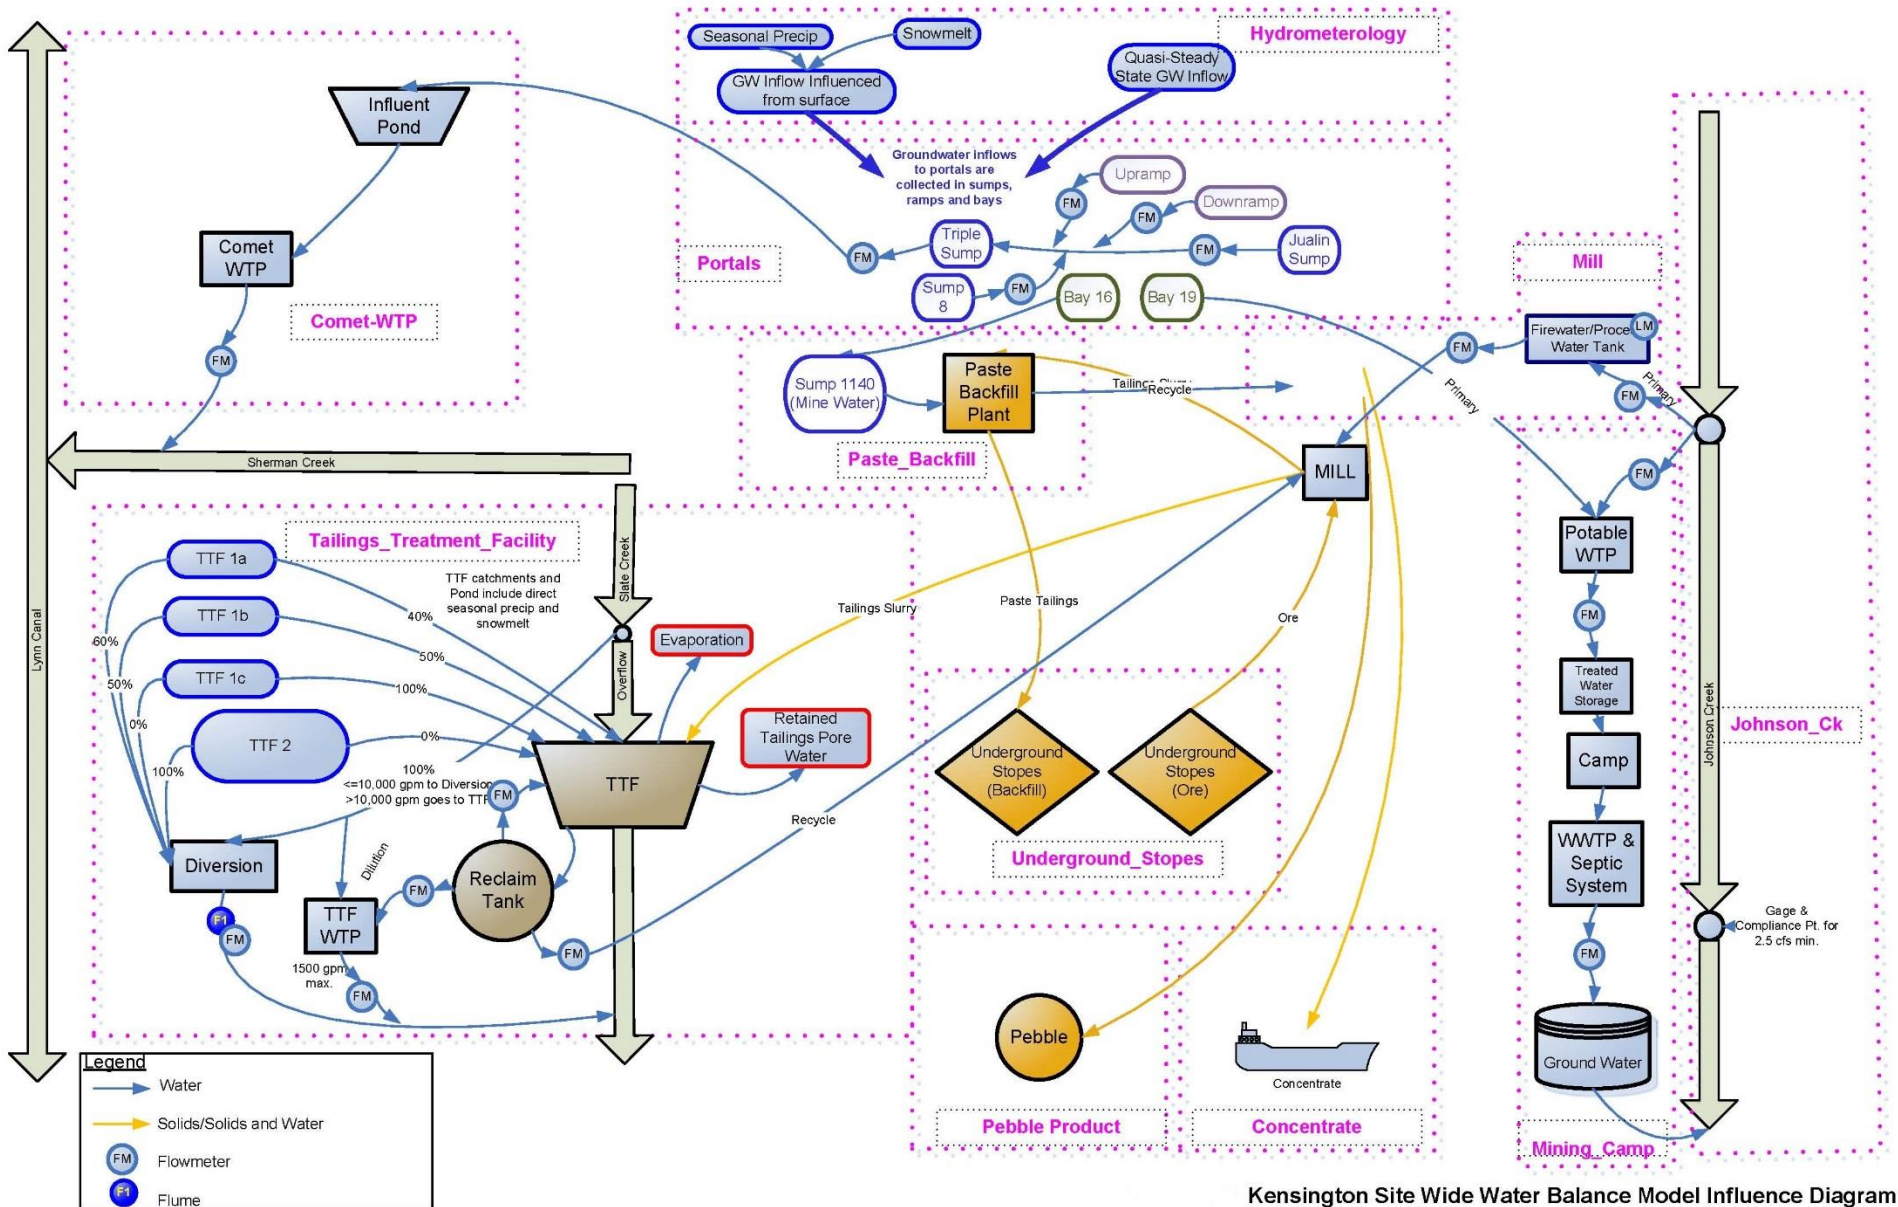 Seasonal Precip
Snowmelt
Hydrometerology
GW Inflow Influenced
from surface
Quasi-Steady
State GW Inflow
Influent
Pond
Groundwater inflows
to portals are
collected in sumps,
ramps and bays
Upramp
FM
Downramp
FM
Triple
Sump
FM
FM
Jualin
Sump
Portals
Sump
8
FM
Bay 16
Bay 19
Comet
WTP
Comet-WTP
FM
Mill
Firewater/Proce
Water Tank
LM
FM
FM
Primary
Primary
Sump 1140
(Mine Water)
Paste
Backfill
Plant
Tailings Slurry
Recycle
Paste_Backfill
MILL
FM
Sherman Creek
Lynn Canal
Tailings_Treatment_Facility
TTF 1a
TTF 1b
TTF 1c
TTF 2
TTF catchments and
Pond include direct
seasonal precip and
snowmelt
Slate Creek
Overflow
40%
50%
100%
0%
60%
50%
0%
100%
100%
<=10,000 gpm to Diversion
>10,000 gpm goes to TTF
Evaporation
Retained
Tailings Pore
Water
Tailings Slurry
Paste Tailings
Ore
Recycle
TTF
FM
Diversion
Dilution
F1
FM
TTF
WTP
FM
Reclaim
Tank
FM
1500 gpm
max.
FM
Underground
Stopes
(Backfill)
Underground
Stopes
(Ore)
Underground_Stopes
Potable
WTP
FM
Treated
Water
Storage
Camp
WWTP &
Septic
System
FM
Ground Water
Mining_Camp
Johnson Creek
Johnson_Ck
Gage &
Compliance Pt. for
2.5 cfs min.
Pebble
Pebble Product
Concentrate
Concentrate
Legend
Water
Solids/Solids and Water
FM
Flowmeter
F1
Flume
Kensington Site Wide Water Balance Model Influence Diagram